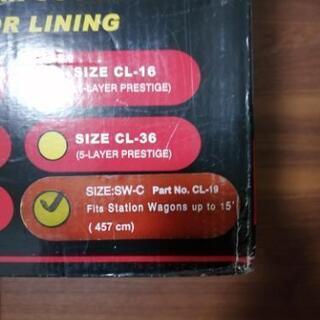 OR LINING
SIZE CL-16
-LAYER PRESTIGE)
SIZE CL-36
(5-LAYER PRESTIGE)
SIZE:SW-C Part No. CL-19
Fits Station Wagons up to 15'
( 457 cm)